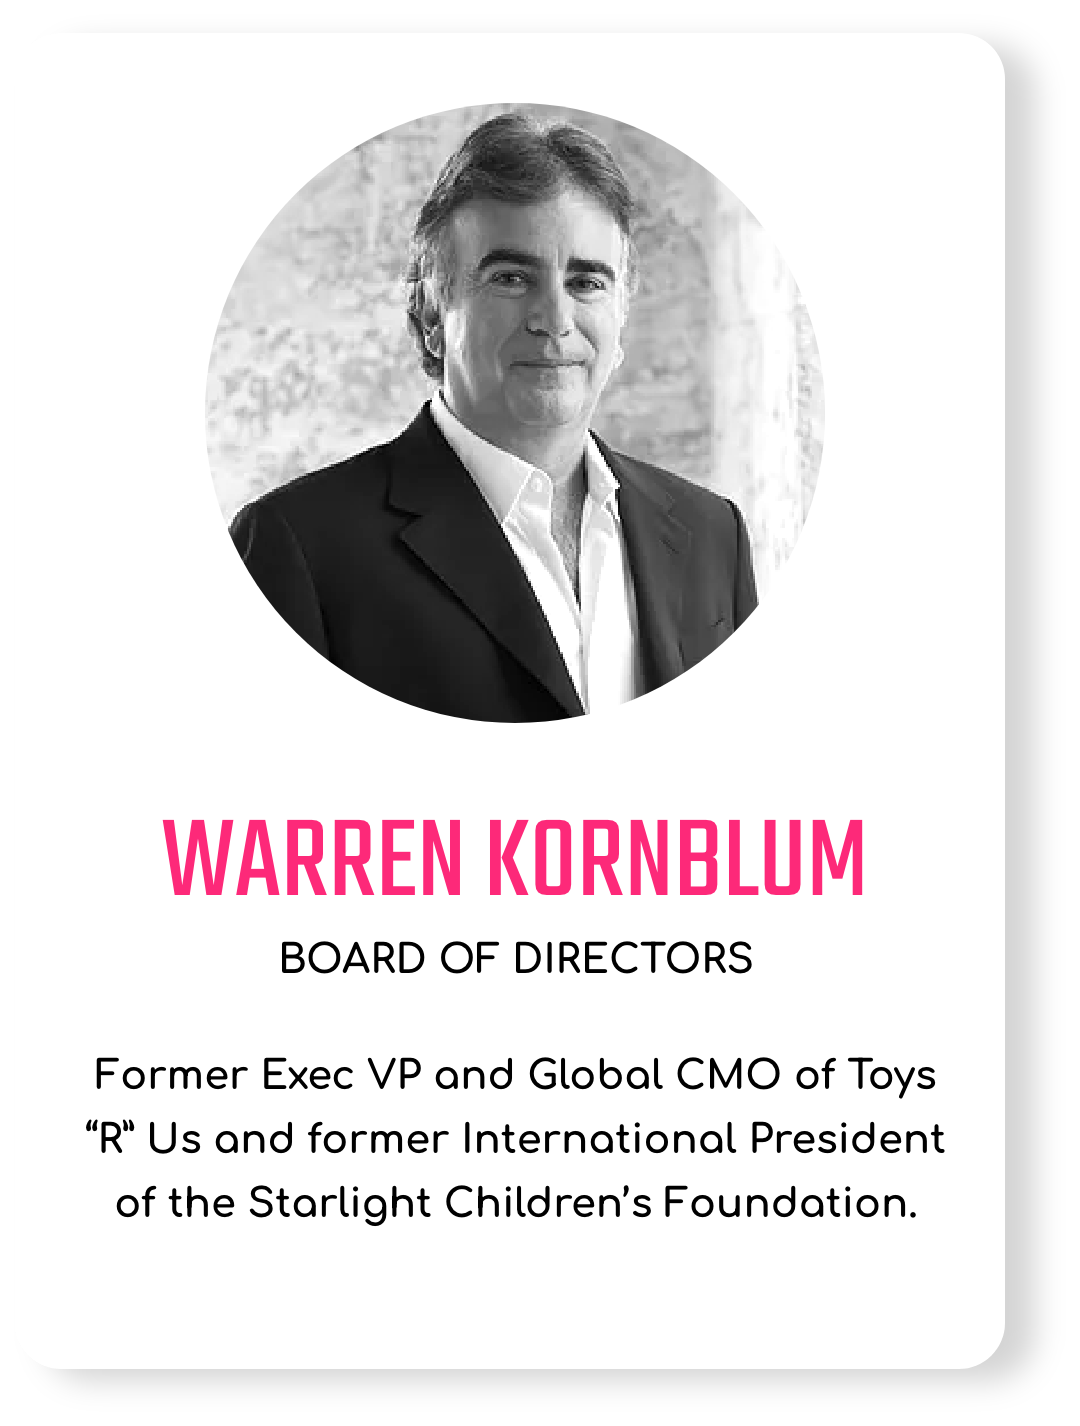 WARREN KORNBLUM
BOARD OF DIRECTORS
Former Exec VP and Global CMO of Toys
“R” Us and former International President
of the Starlight Children’s Foundation.